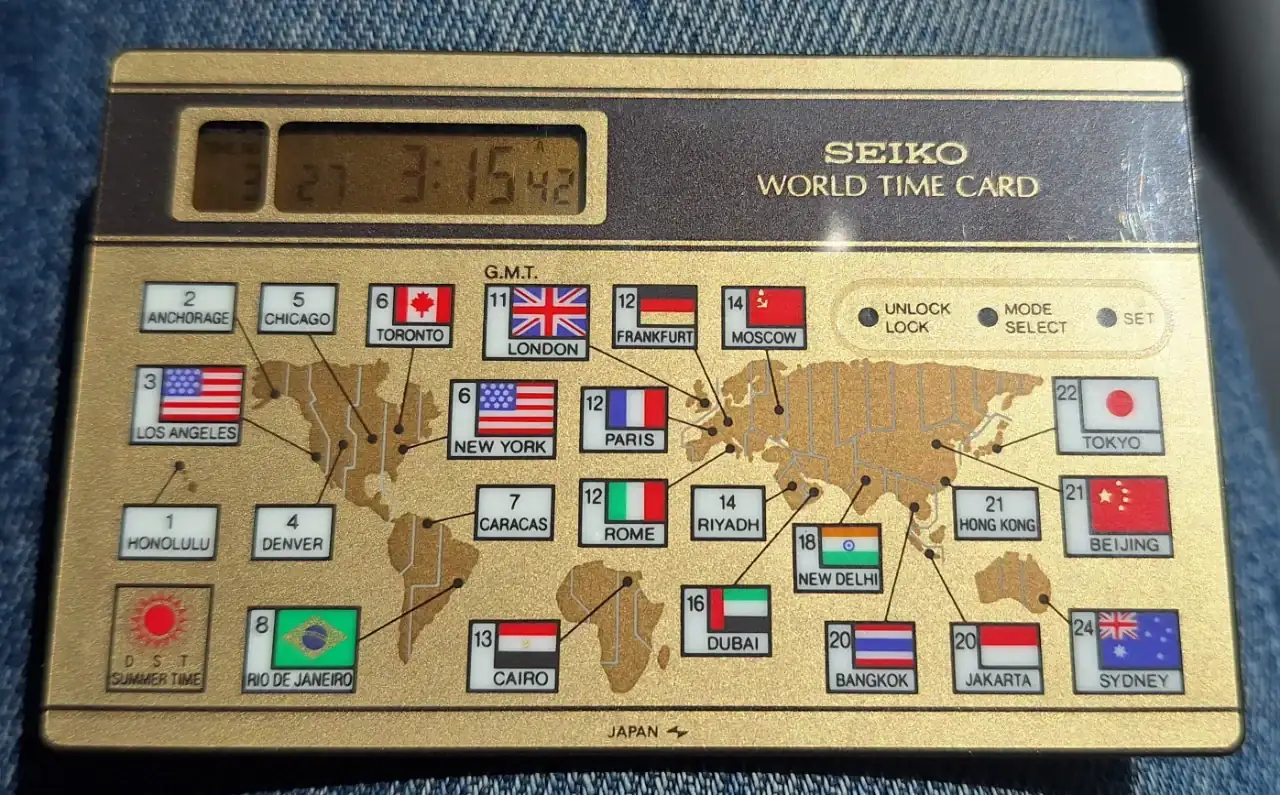 3 27 3:15 42 A
SEIKO
WORLD TIME CARD
G.M.T.
2
ANCHORAGE
5
CHICAGO
6
TORONTO
11
LONDON
12
FRANKFURT
14
MOSCOW
UNLOCK
LOCK
MODE
SELECT
SET
3
LOS ANGELES
6
NEW YORK
12
PARIS
22
TOKYO
1
HONOLULU
4
DENVER
7
CARACAS
12
ROME
14
RIYADH
18
NEW DELHI
21
HONG KONG
21
BEIJING
D S T
SUMMER TIME
8
RIO DE JANEIRO
13
CAIRO
16
DUBAI
20
BANGKOK
20
JAKARTA
24
SYDNEY
JAPAN